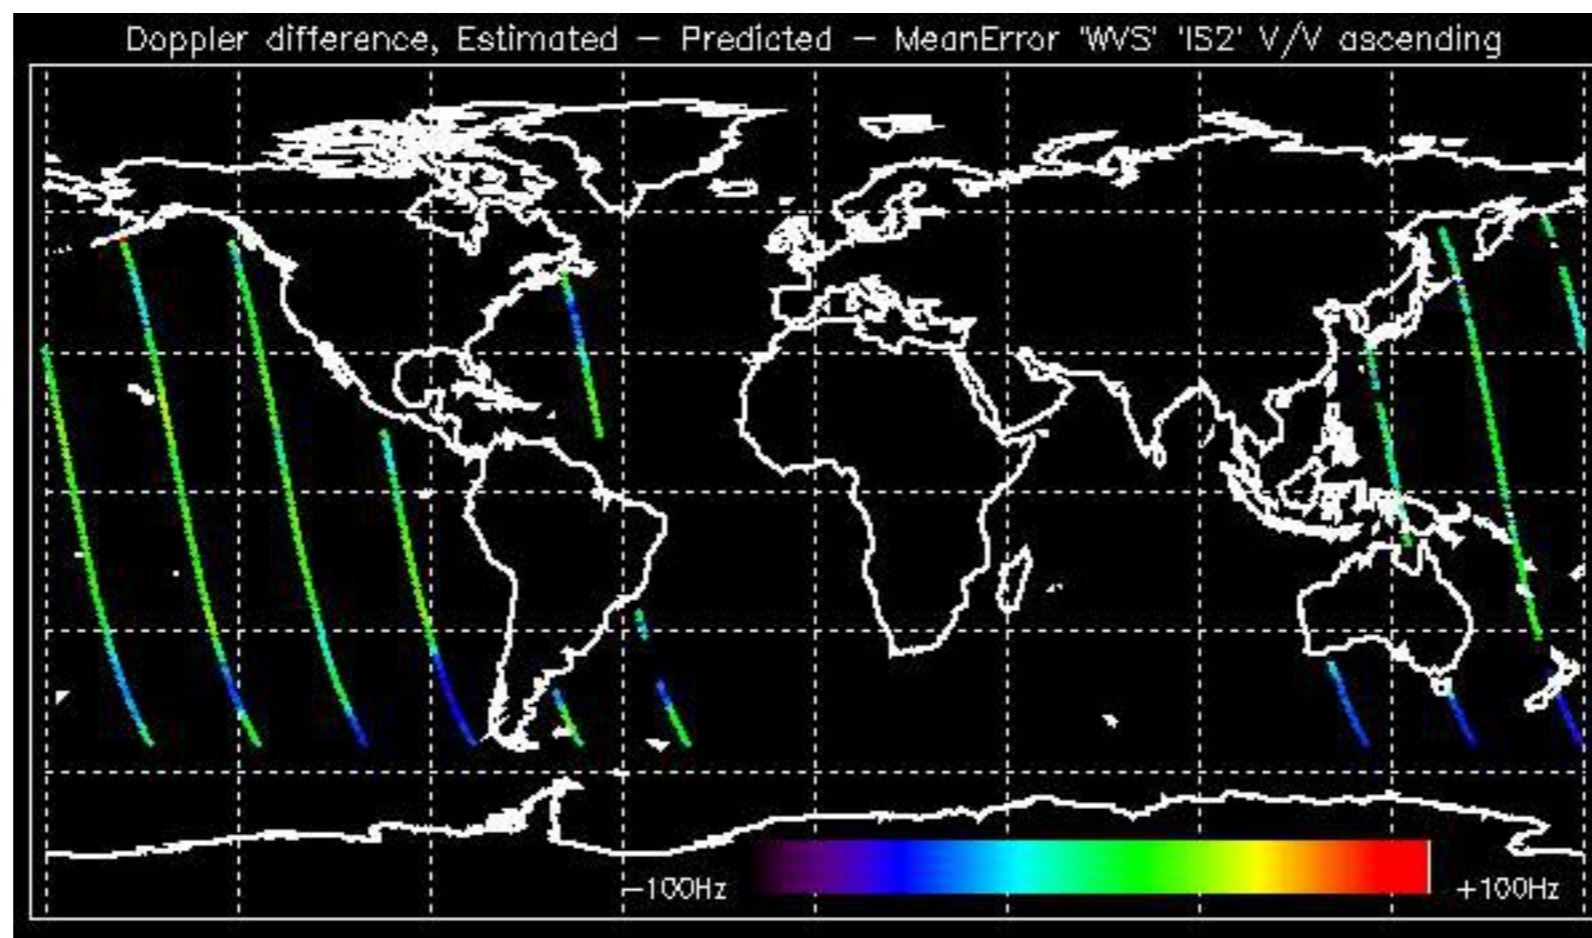 Doppler difference, Estimated – Predicted – MeanError 'WVS' 'IS2' V/V ascending
–100Hz
+100Hz